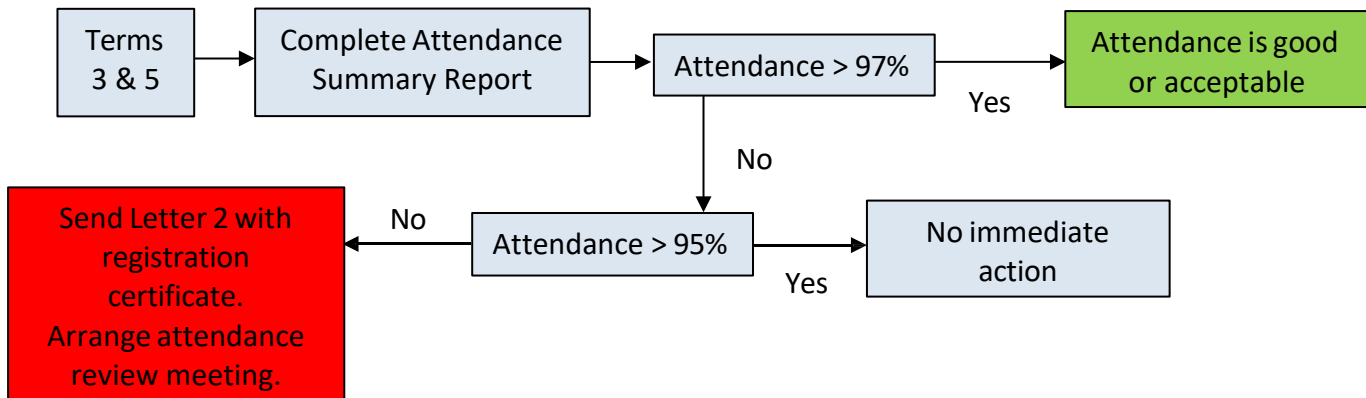 Terms
3 & 5
Complete Attendance
Summary Report
Attendance > 97%
Yes
Attendance is good
or acceptable
No
Attendance > 95%
No
Send Letter 2 with
registration
certificate.
Arrange attendance
review meeting.
Yes
No immediate
action